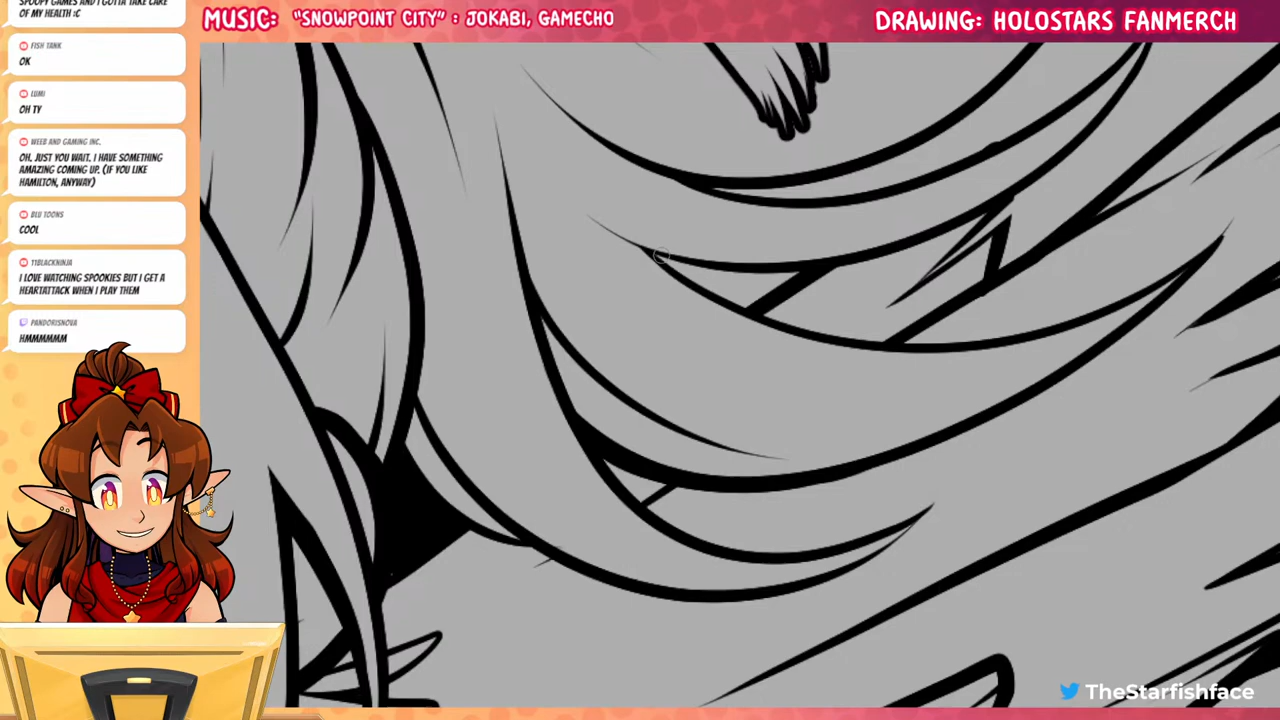 MUSIC: "SNOWPOINT CITY" : JOKABI, GAMECHO
DRAWING: HOLOSTARS FANMERCH
SPOOPY GAMES AND I GOTTA TAKE CARE
OF MY HEALTH :C
FISH TANK
OK
LUMI
OH TY
WEEB AND GAMING INC.
OH. JUST YOU WAIT. I HAVE SOMETHING
AMAZING COMING UP. (IF YOU LIKE
HAMILTON, ANYWAY)
BLU TOONS
COOL
11BLACKNINJA
I LOVE WATCHING SPOOKIES BUT I GET A
HEARTATTACK WHEN I PLAY THEM
PANDORISNOVA
HMMMMMM
TheStarfishface